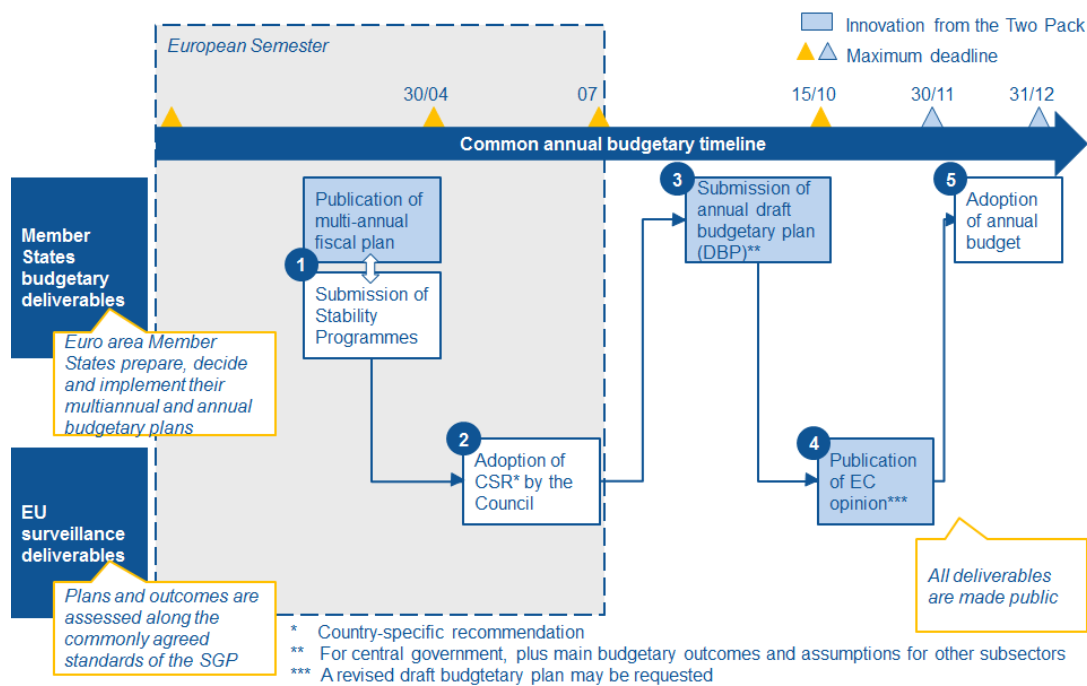 European Semester
Innovation from the Two Pack
Maximum deadline
30/04
07
15/10
30/11
31/12
Common annual budgetary timeline
Member
States
budgetary
deliverables
Euro area Member
States prepare, decide
and implement their
multiannual and annual
budgetary plans
1
Publication of
multi-annual
fiscal plan
Submission of
Stability
Programmes
3
Submission of
annual draft
budgetary plan
(DBP)**
5
Adoption
of annual
budget
EU
surveillance
deliverables
Plans and outcomes are
assessed along the
commonly agreed
standards of the SGP
2
Adoption of
CSR* by the
Council
4
Publication
of EC
opinion***
All deliverables
are made public
* Country-specific recommendation
** For central government, plus main budgetary outcomes and assumptions for other subsectors
*** A revised draft budgtetary plan may be requested